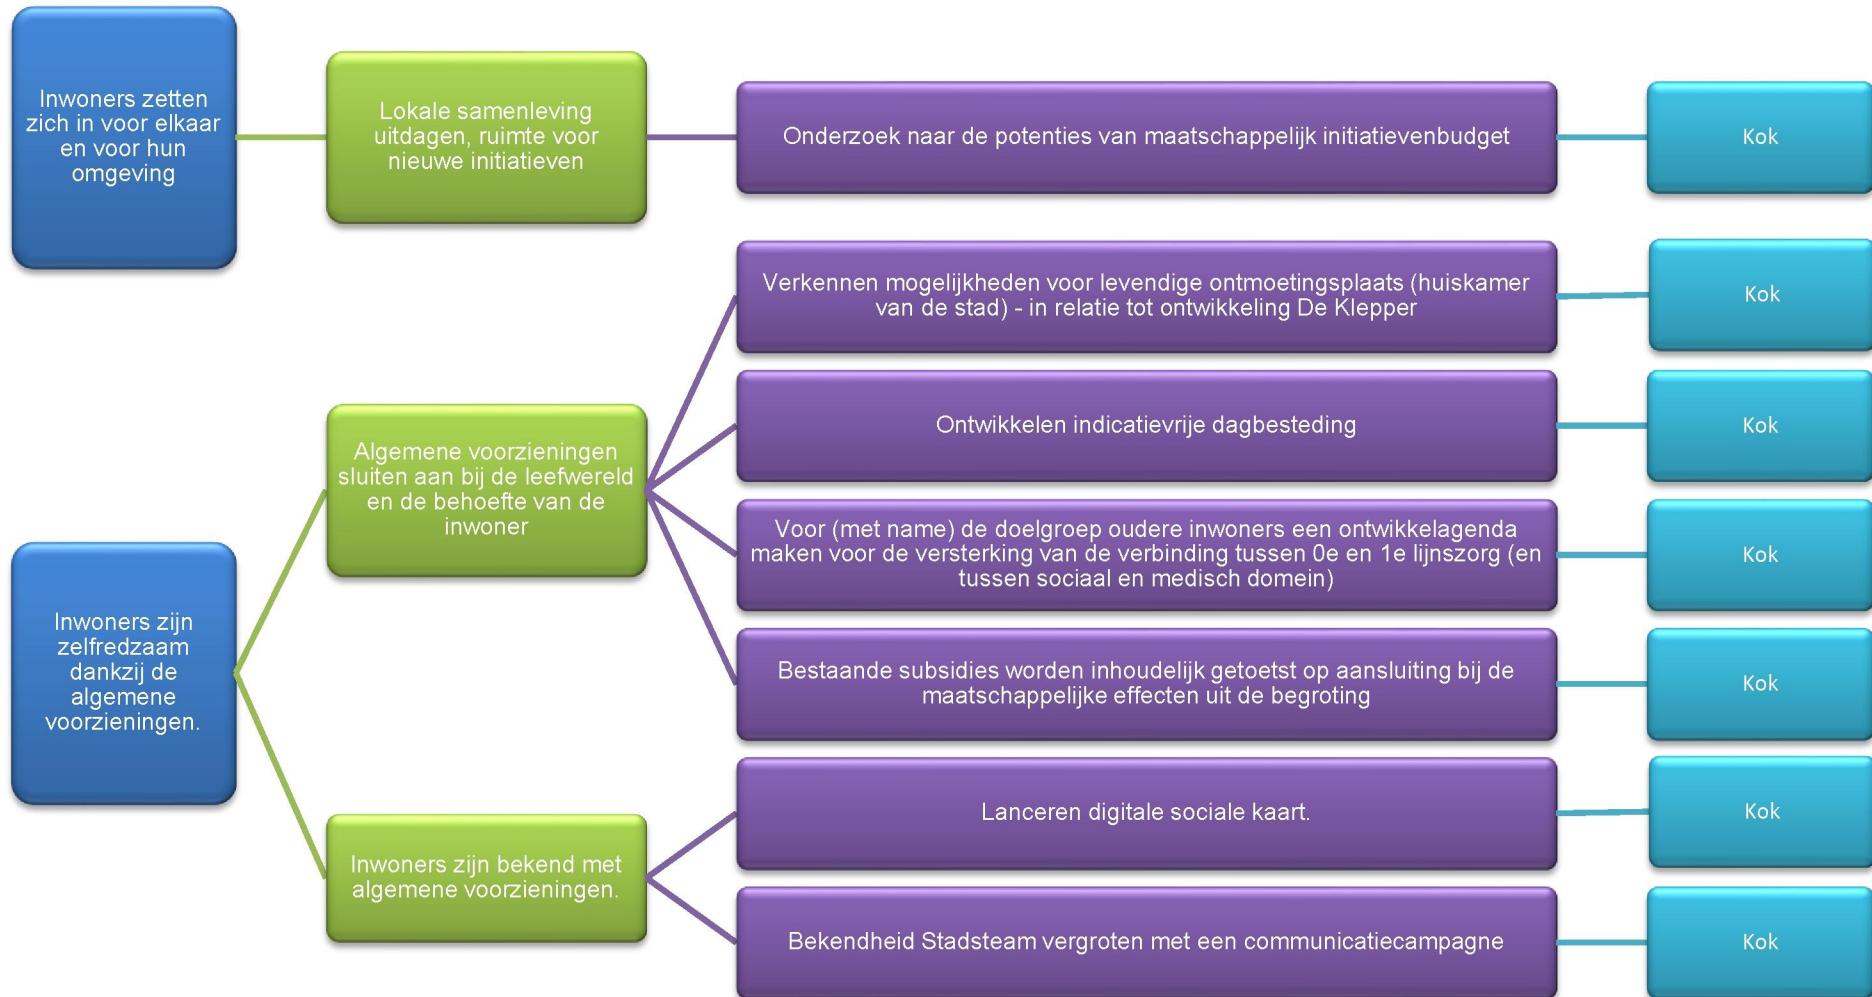 Inwoners zetten
zich in voor elkaar
en voor hun
omgeving
Lokale samenleving
uitdagen, ruimte voor
nieuwe initiatieven
Onderzoek naar de potenties van maatschappelijk initiatievenbudget
Kok
Inwoners zijn
zelfredzaam
dankzij de
algemene
voorzieningen.
Algemene voorzieningen
sluiten aan bij de leefwereld
en de behoefte van de
inwoner
Verkennen mogelijkheden voor levendige ontmoetingsplaats (huiskamer
van de stad) - in relatie tot ontwikkeling De Klepper
Kok
Ontwikkelen indicatievrije dagbesteding
Kok
Voor (met name) de doelgroep oudere inwoners een ontwikkelagenda
maken voor de versterking van de verbinding tussen 0e en 1e lijnszorg (en
tussen sociaal en medisch domein)
Kok
Bestaande subsidies worden inhoudelijk getoetst op aansluiting bij de
maatschappelijke effecten uit de begroting
Kok
Inwoners zijn bekend met
algemene voorzieningen.
Lanceren digitale sociale kaart.
Kok
Bekendheid Stadsteam vergroten met een communicatiecampagne
Kok